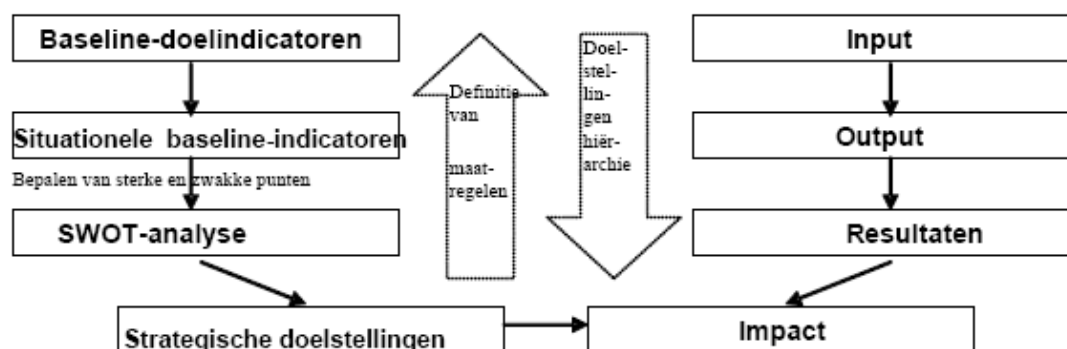 Baseline-doelindicatoren
Situationele baseline-indicatoren
Bepalen van sterke en zwakke punten
SWOT-analyse
Strategische doelstellingen
Definitie
van
maat-
regelen
Doel-
stel-
lin-
gen
hiër-
archie
Input
Output
Resultaten
Impact